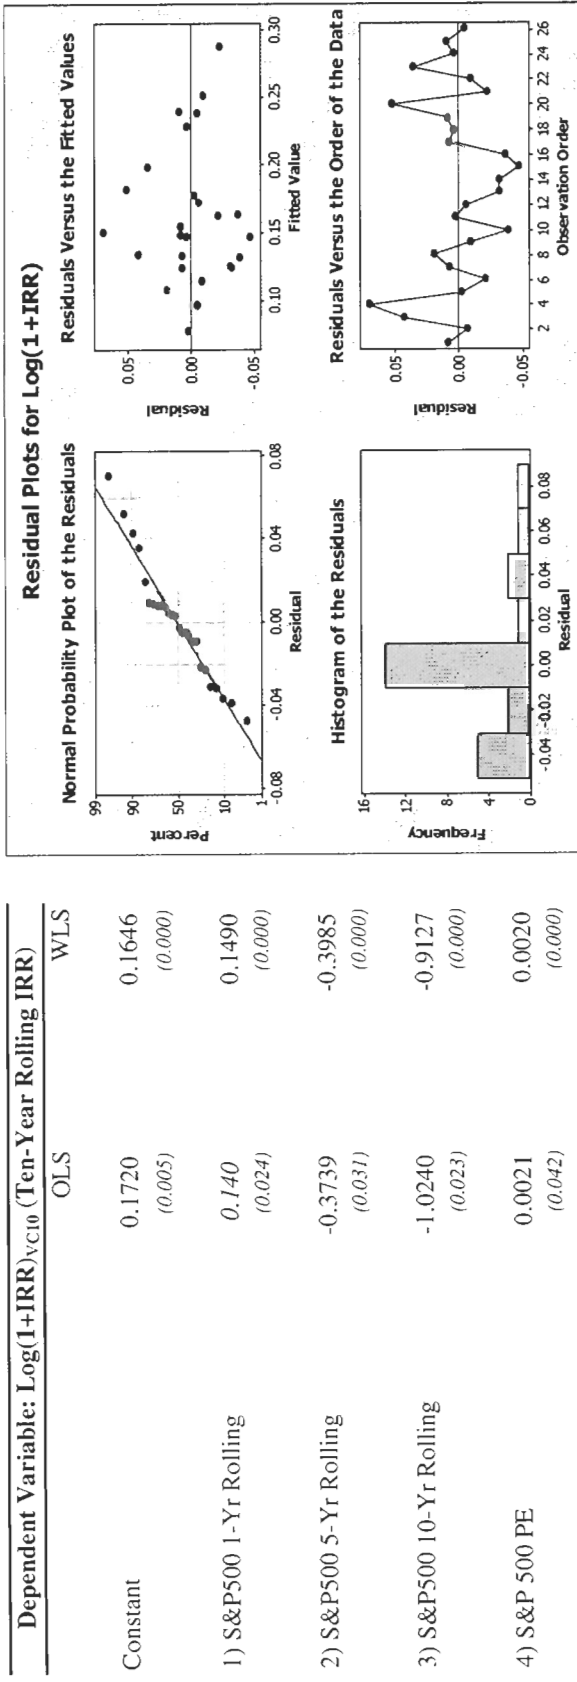 Dependent Variable: Log(1+IRR)VC10 (Ten-Year Rolling IRR)
OLS WLS
Constant 0.1720 0.1646
(0.005) (0.000)
1) S&P500 1-Yr Rolling 0.140 0.1490
(0.024) (0.000)
2) S&P500 5-Yr Rolling -0.3739 -0.3985
(0.031) (0.000)
3) S&P500 10-Yr Rolling -1.0240 -0.9127
(0.023) (0.000)
4) S&P 500 PE 0.0021 0.0020
(0.042) (0.000)
Residual Plots for Log(1+IRR)
Normal Probability Plot of the Residuals
99
90
50
10
1
Percent
-0.08 -0.04 0.00 0.04 0.08
Residual
Residuals Versus the Fitted Values
0.05
0.00
-0.05
Residual
0.10 0.15 0.20 0.25 0.30
Fitted Value
Histogram of the Residuals
16
12
8
4
0
Frequency
-0.04 -0.02 0.00 0.02 0.04 0.06 0.08
Residual
Residuals Versus the Order of the Data
0.05
0.00
-0.05
Residual
2 4 6 8 10 12 14 16 18 20 22 24 26
Observation Order